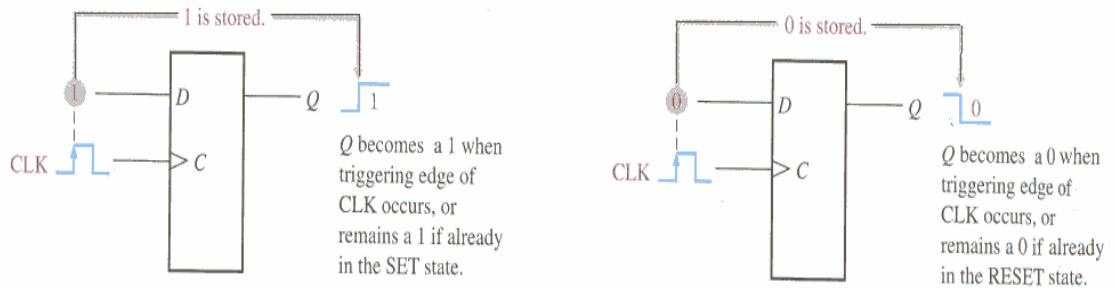 1 is stored.
1
D
Q
1
CLK
C
Q becomes a 1 when
triggering edge of
CLK occurs, or
remains a 1 if already
in the SET state.
0 is stored.
0
D
Q
0
CLK
C
Q becomes a 0 when
triggering edge of
CLK occurs, or
remains a 0 if already
in the RESET state.